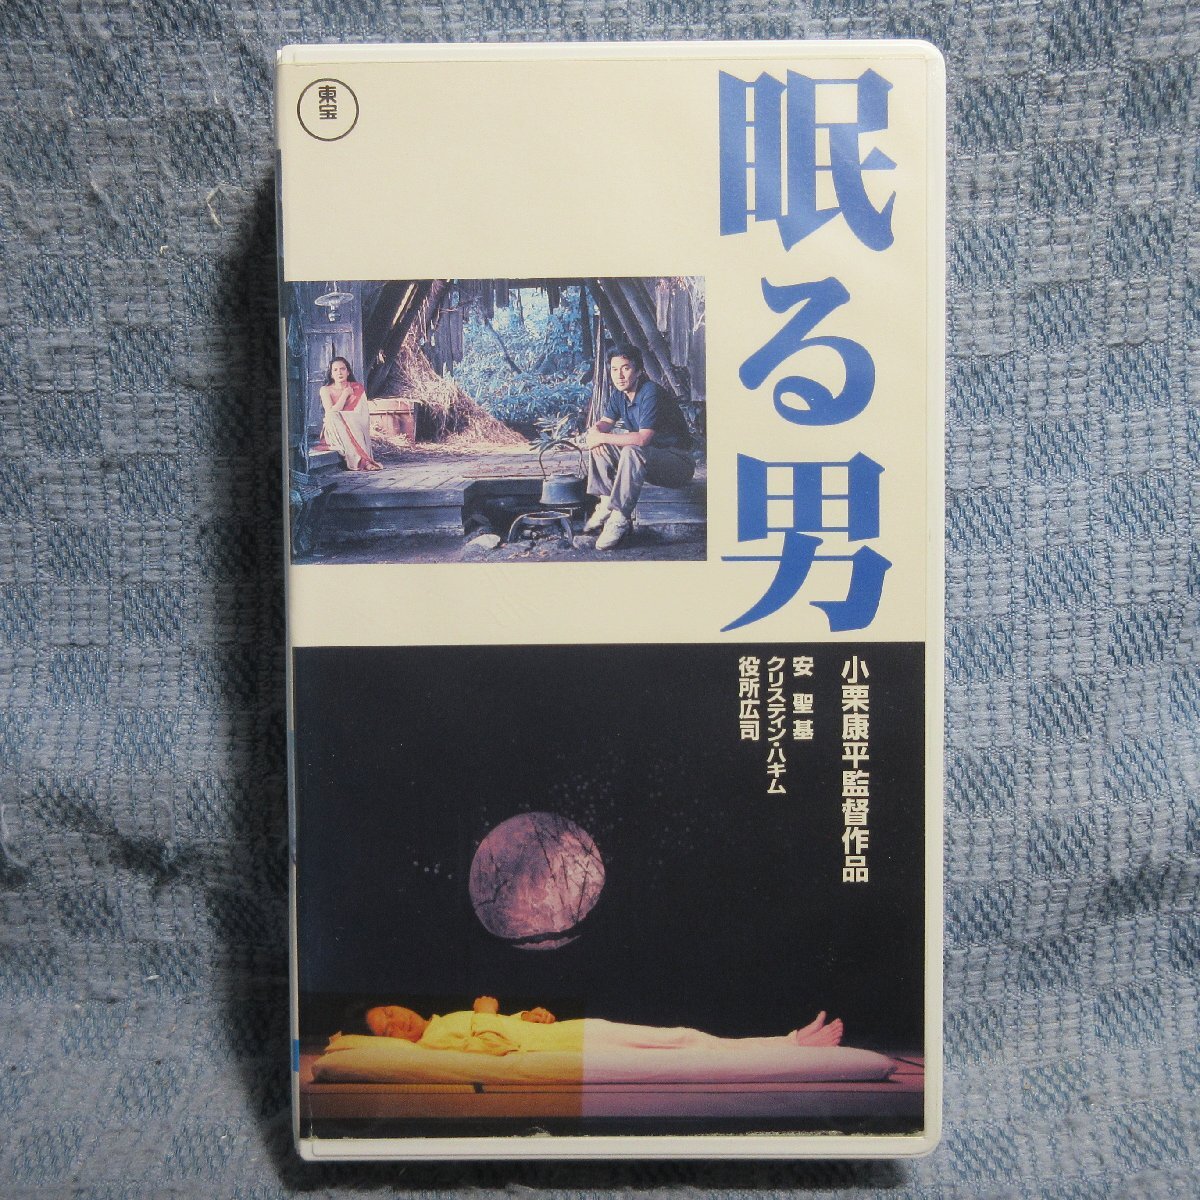 東宝
眠る男
小栗康平監督作品
安聖基
クリスティン・ハキム
役所広司